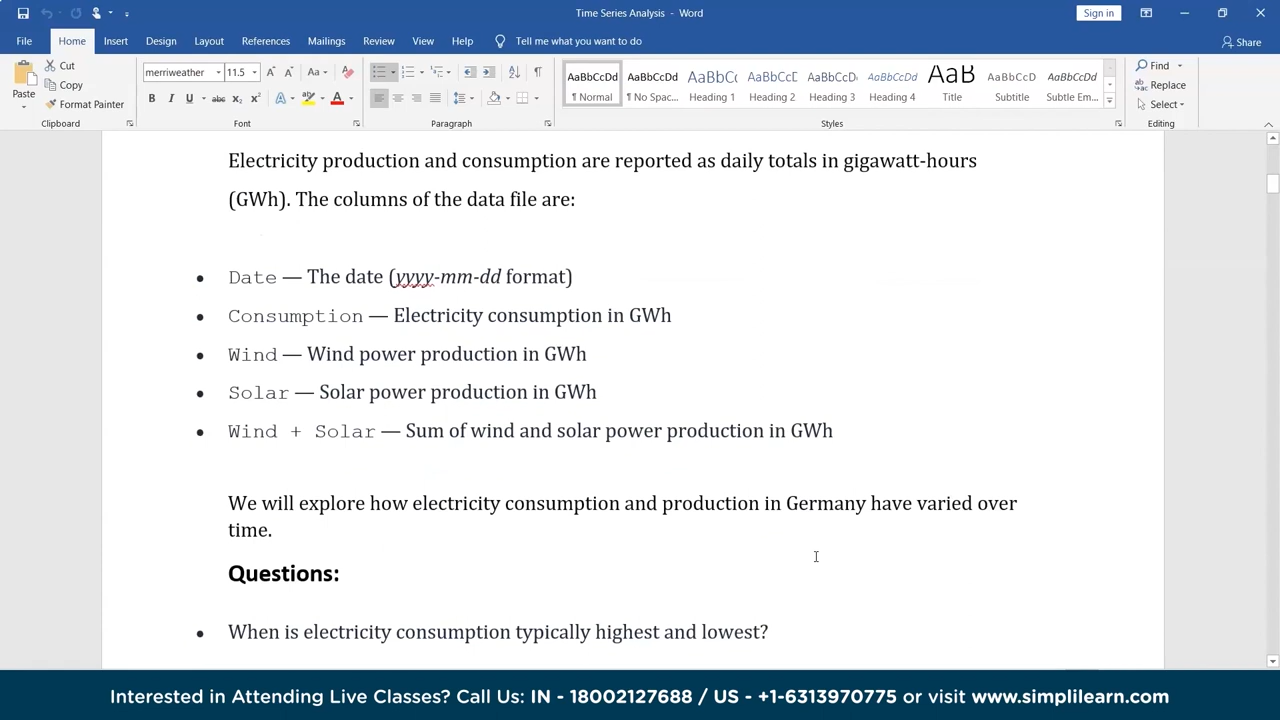 Time Series Analysis - Word
Sign in
File Home Insert Design Layout References Mailings Review View Help Tell me what you want to do Share
Paste
Cut
Copy
Format Painter
Clipboard
merriweather 11.5
B I U abc x₂ x²
Font
Paragraph
AaBbCcDd AaBbCcDd AaBbC( AaBbCcE AaBbCcD. AaBbCcDd AaB AaBbCcD AaBbCcDd
¶ Normal ¶ No Spac... Heading 1 Heading 2 Heading 3 Heading 4 Title Subtitle Subtle Em...
Styles
Find
Replace
Select
Editing
Electricity production and consumption are reported as daily totals in gigawatt-hours
(GWh). The columns of the data file are:
• Date — The date (yyyy-mm-dd format)
• Consumption — Electricity consumption in GWh
• Wind — Wind power production in GWh
• Solar — Solar power production in GWh
• Wind + Solar — Sum of wind and solar power production in GWh
We will explore how electricity consumption and production in Germany have varied over
time.
Questions:
• When is electricity consumption typically highest and lowest?
Interested in Attending Live Classes? Call Us: IN - 18002127688 / US - +1-6313970775 or visit www.simplilearn.com